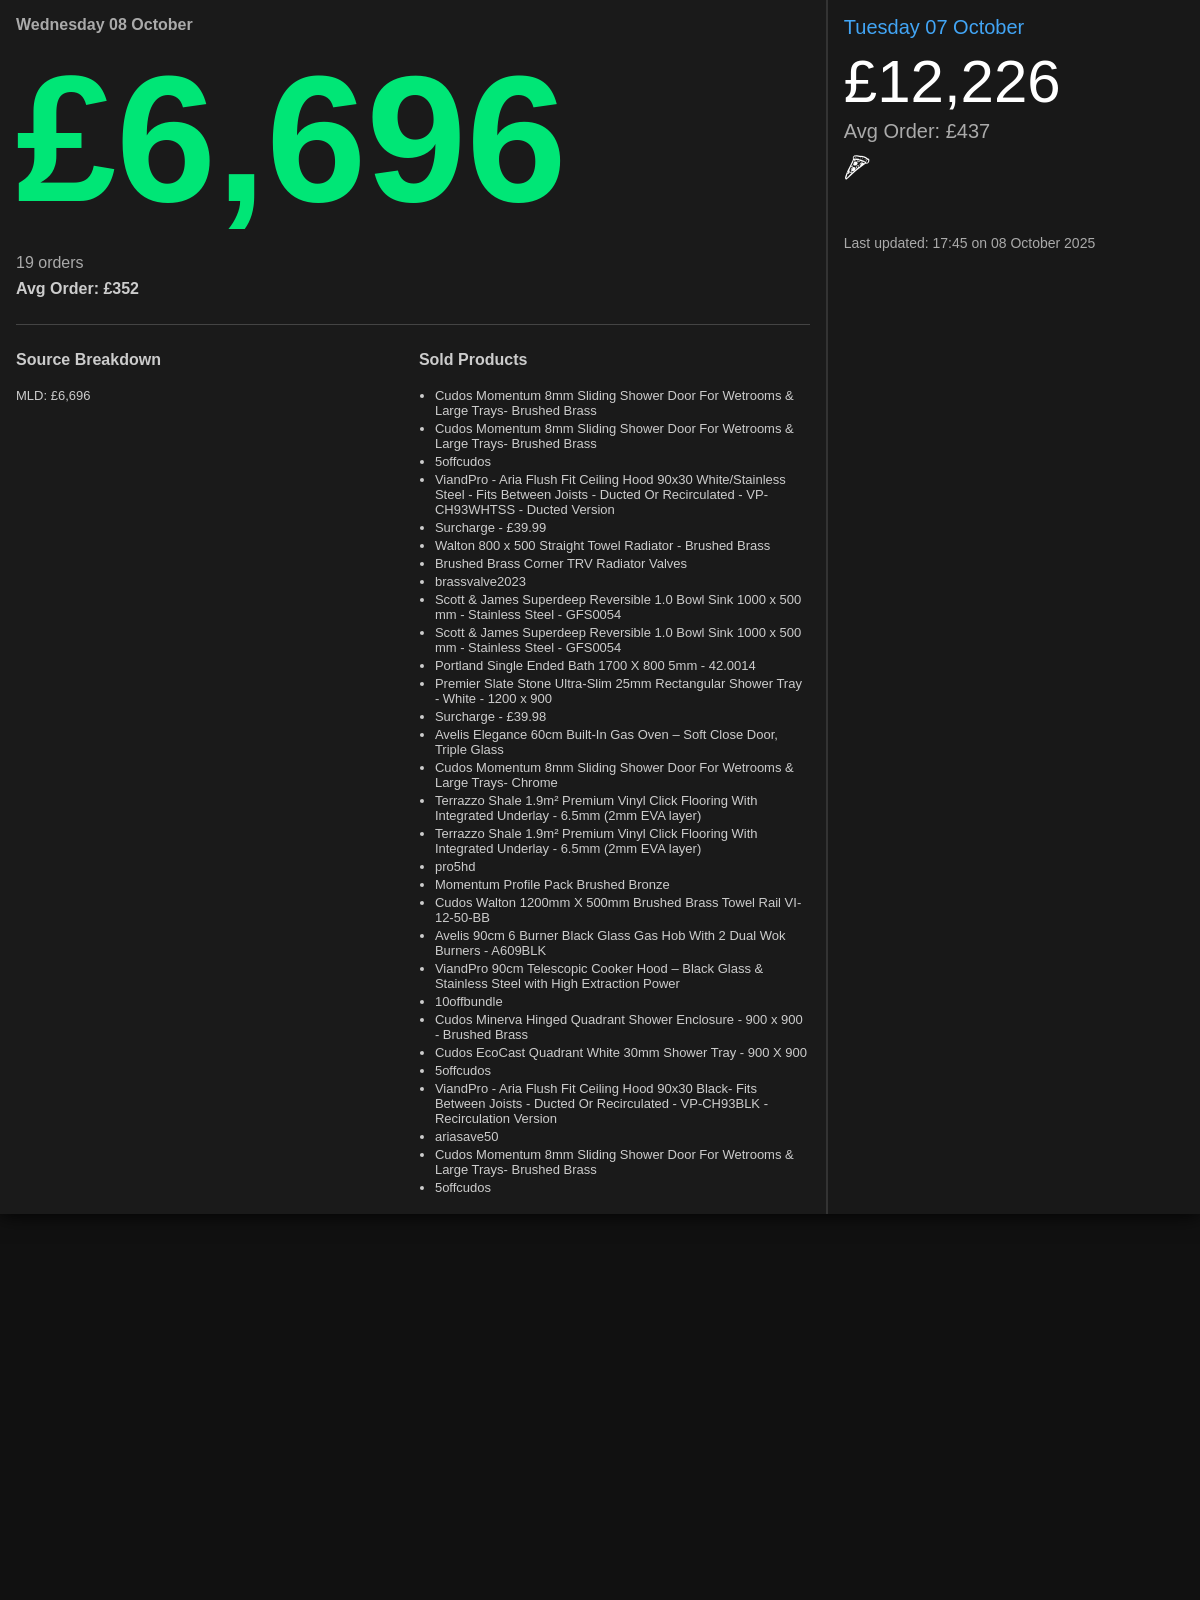 Wednesday 08 October
£6,696
19 orders
Avg Order: £352
Source Breakdown
MLD: £6,696
Sold Products
Cudos Momentum 8mm Sliding Shower Door For Wetrooms &
Large Trays- Brushed Brass
Cudos Momentum 8mm Sliding Shower Door For Wetrooms &
Large Trays- Brushed Brass
5offcudos
ViandPro - Aria Flush Fit Ceiling Hood 90x30 White/Stainless
Steel - Fits Between Joists - Ducted Or Recirculated - VP-
CH93WHTSS - Ducted Version
Surcharge - £39.99
Walton 800 x 500 Straight Towel Radiator - Brushed Brass
Brushed Brass Corner TRV Radiator Valves
brassvalve2023
Scott & James Superdeep Reversible 1.0 Bowl Sink 1000 x 500
mm - Stainless Steel - GFS0054
Scott & James Superdeep Reversible 1.0 Bowl Sink 1000 x 500
mm - Stainless Steel - GFS0054
Portland Single Ended Bath 1700 X 800 5mm - 42.0014
Premier Slate Stone Ultra-Slim 25mm Rectangular Shower Tray
- White - 1200 x 900
Surcharge - £39.98
Avelis Elegance 60cm Built-In Gas Oven – Soft Close Door,
Triple Glass
Cudos Momentum 8mm Sliding Shower Door For Wetrooms &
Large Trays- Chrome
Terrazzo Shale 1.9m² Premium Vinyl Click Flooring With
Integrated Underlay - 6.5mm (2mm EVA layer)
Terrazzo Shale 1.9m² Premium Vinyl Click Flooring With
Integrated Underlay - 6.5mm (2mm EVA layer)
pro5hd
Momentum Profile Pack Brushed Bronze
Cudos Walton 1200mm X 500mm Brushed Brass Towel Rail VI-
12-50-BB
Avelis 90cm 6 Burner Black Glass Gas Hob With 2 Dual Wok
Burners - A609BLK
ViandPro 90cm Telescopic Cooker Hood – Black Glass &
Stainless Steel with High Extraction Power
10offbundle
Cudos Minerva Hinged Quadrant Shower Enclosure - 900 x 900
- Brushed Brass
Cudos EcoCast Quadrant White 30mm Shower Tray - 900 X 900
5offcudos
ViandPro - Aria Flush Fit Ceiling Hood 90x30 Black- Fits
Between Joists - Ducted Or Recirculated - VP-CH93BLK -
Recirculation Version
ariasave50
Cudos Momentum 8mm Sliding Shower Door For Wetrooms &
Large Trays- Brushed Brass
5offcudos
Tuesday 07 October
£12,226
Avg Order: £437
Last updated: 17:45 on 08 October 2025